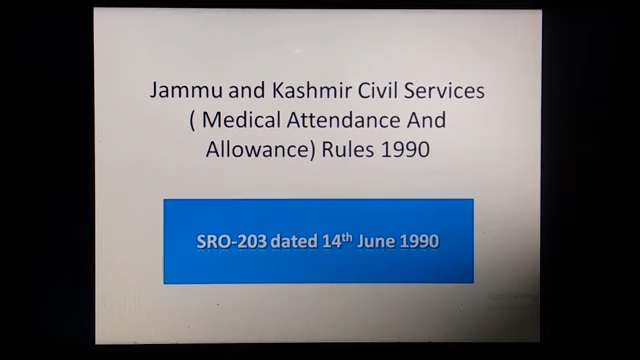 Jammu and Kashmir Civil Services
( Medical Attendance And
Allowance) Rules 1990
SRO-203 dated 14th June 1990